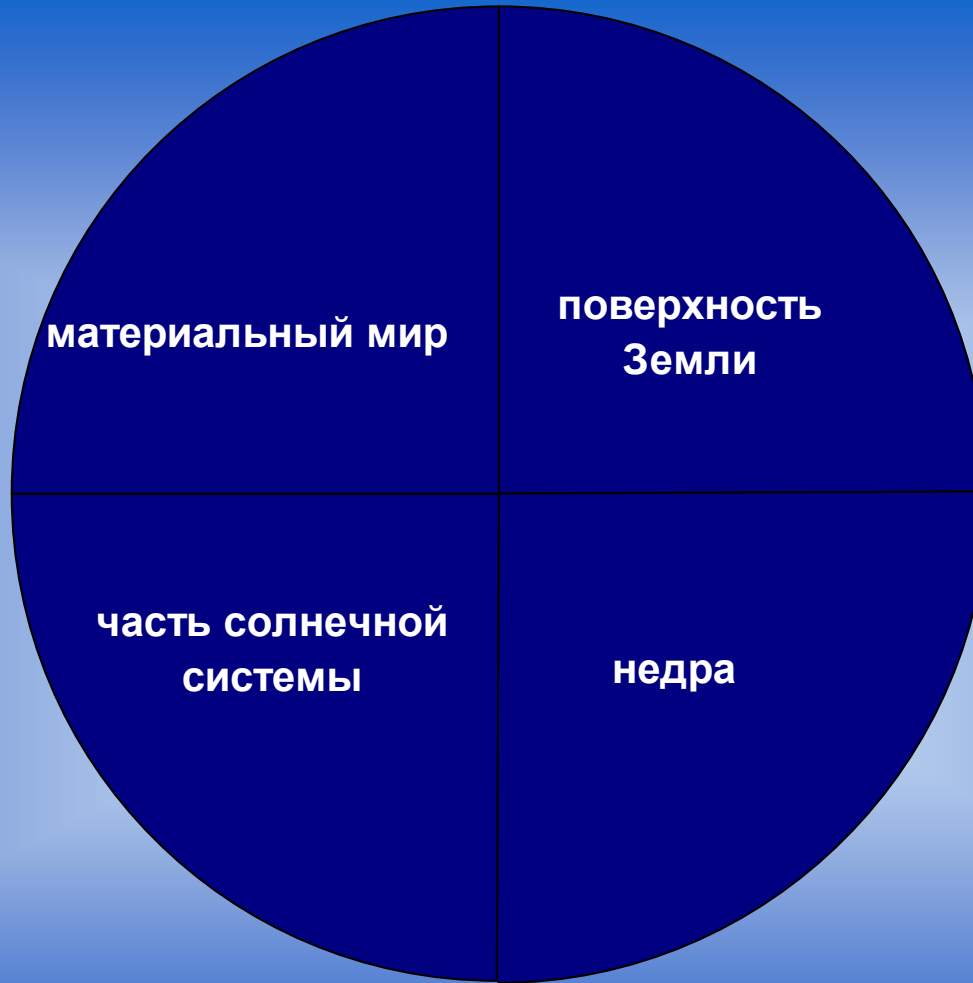 материальный мир
поверхность
Земли
часть солнечной
системы
недра